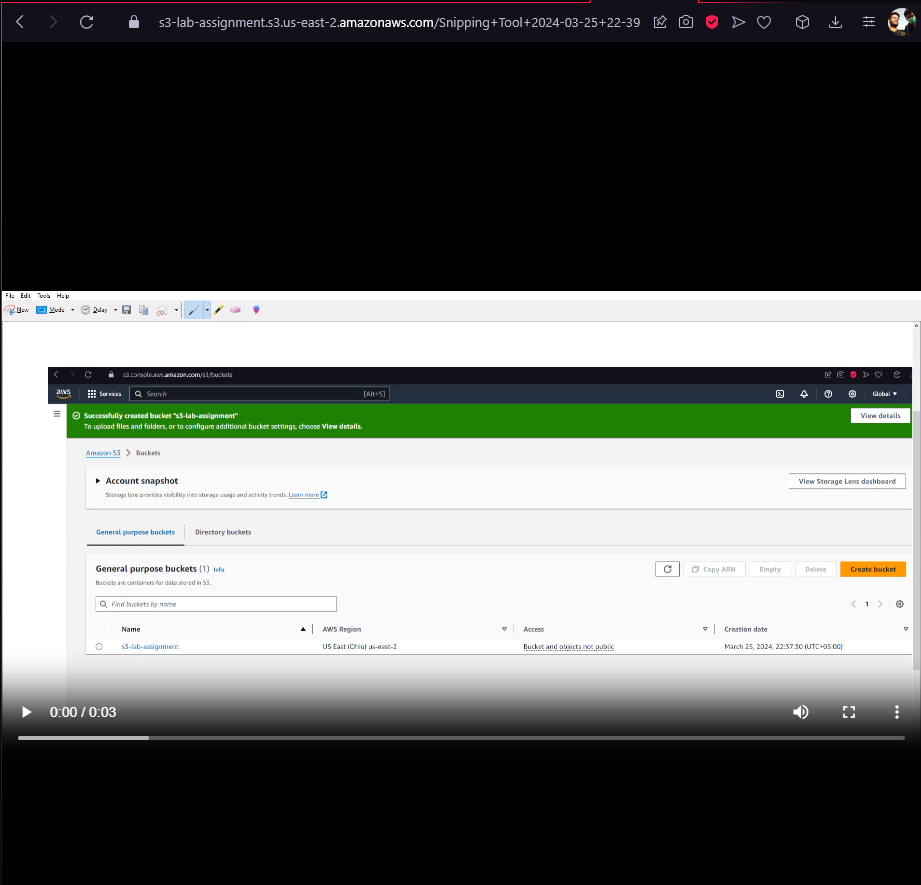 s3-lab-assignment.s3.us-east-2.amazonaws.com/Snipping+Tool+2024-03-25+22-39
File Edit Tools Help
New Mode Delay
s3.console.aws.amazon.com/s3/buckets
aws Services Search [Alt+S] Global
Successfully created bucket "s3-lab-assignment"
To upload files and folders, or to configure additional bucket settings, choose View details.
View details
Amazon S3 > Buckets
Account snapshot
Storage lens provides visibility into storage usage and activity trends. Learn more
View Storage Lens dashboard
General purpose buckets Directory buckets
General purpose buckets (1) Info
Buckets are containers for data stored in S3.
Copy ARN Empty Delete Create bucket
Find buckets by name
1
Name AWS Region Access Creation date
s3-lab-assignment US East (Ohio) us-east-2 Bucket and objects not public March 25, 2024, 22:37:30 (UTC+05:00)
0:00 / 0:03